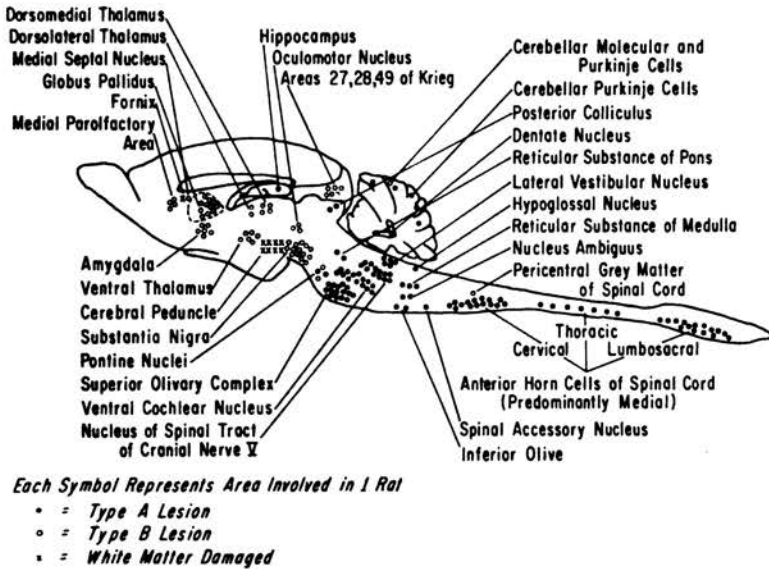 Dorsomedial Thalamus
Dorsolateral Thalamus
Medial Septal Nucleus
Globus Pallidus
Fornix
Medial Parolfactory
Area
Hippocampus
Oculomotor Nucleus
Areas 27,28,49 of Krieg
Cerebellar Molecular and
Purkinje Cells
Cerebellar Purkinje Cells
Posterior Colliculus
Dentate Nucleus
Reticular Substance of Pons
Lateral Vestibular Nucleus
Hypoglossal Nucleus
Reticular Substance of Medulla
Nucleus Ambiguus
Pericentral Grey Matter
of Spinal Cord
Amygdala
Ventral Thalamus
Cerebral Peduncle
Substantia Nigra
Pontine Nuclei
Superior Olivary Complex
Ventral Cochlear Nucleus
Nucleus of Spinal Tract
of Cranial Nerve V
Thoracic
Cervical
Lumbosacral
Anterior Horn Cells of Spinal Cord
(Predominantly Medial)
Spinal Accessory Nucleus
Inferior Olive
Each Symbol Represents Area Involved in 1 Rat
• = Type A Lesion
o = Type B Lesion
x = White Matter Damaged